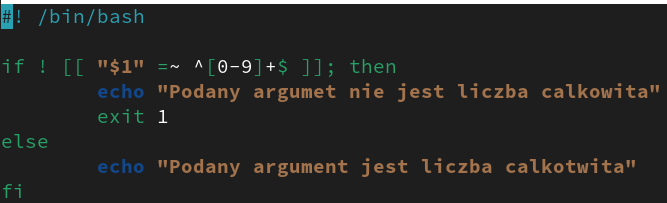 #! /bin/bash

if ! [[ "$1" =~ ^[0-9]+$ ]]; then
        echo "Podany argumet nie jest liczba calkowita"
        exit 1
else
        echo "Podany argument jest liczba calkotwita"
fi